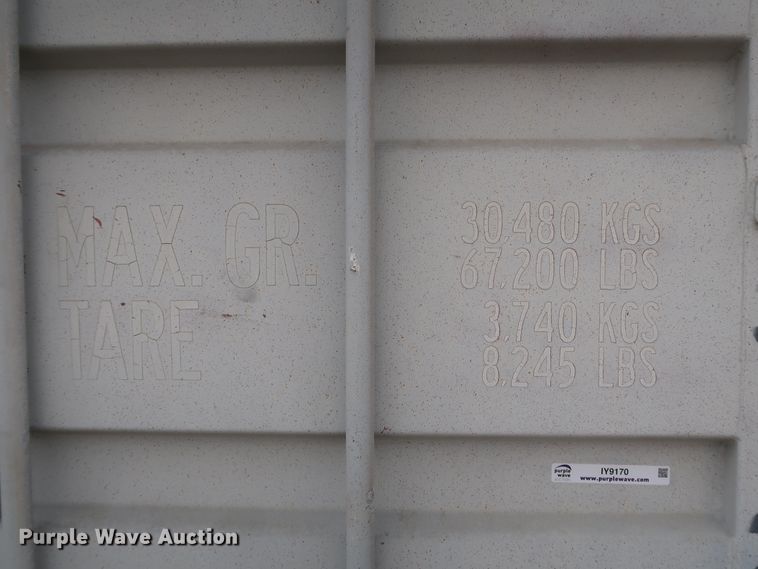 MAX. GR. 30,480 KGS
67,200 LBS
TARE 3,740 KGS
8,245 LBS
purple wave
IY9170
www.purplewave.com
Purple Wave Auction